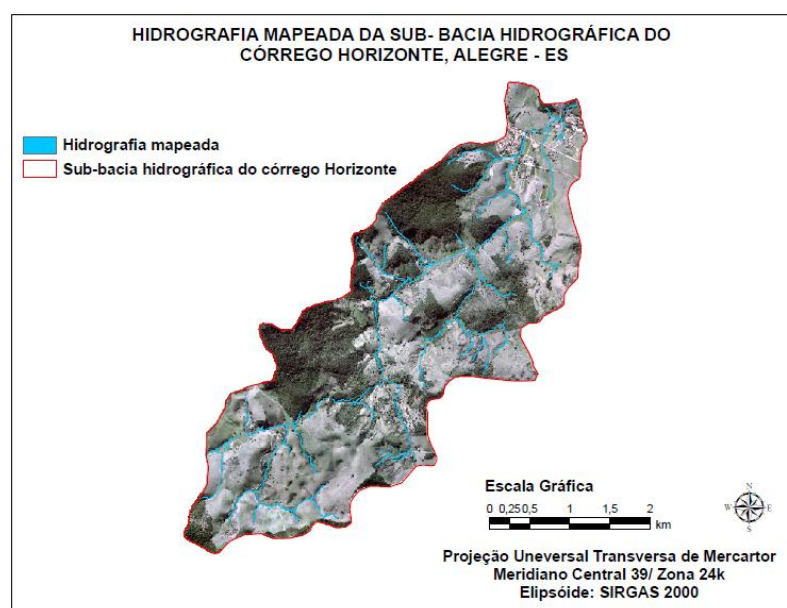 HIDROGRAFIA MAPEADA DA SUB- BACIA HIDROGRÁFICA DO
CÓRREGO HORIZONTE, ALEGRE - ES
Hidrografia mapeada
Sub-bacia hidrográfica do córrego Horizonte
Escala Gráfica
0 0,250,5 1 1,5 2
km
N
W E
S
Projeção Uneversal Transversa de Mercartor
Meridiano Central 39/ Zona 24k
Elipsóide: SIRGAS 2000